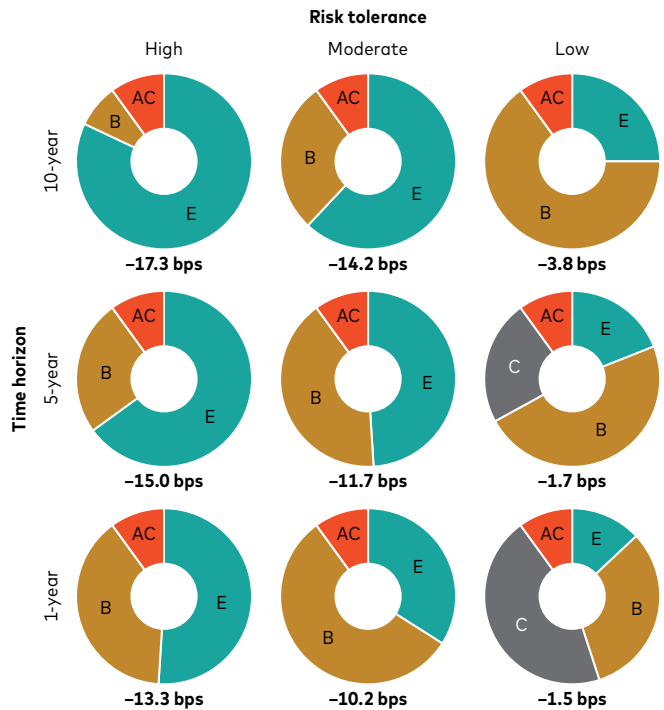 Risk tolerance
High Moderate Low
Time horizon
10-year
AC B E
AC B E
AC E B
–17.3 bps –14.2 bps –3.8 bps
5-year
AC B E
AC B E
AC E C B
–15.0 bps –11.7 bps –1.7 bps
1-year
AC B E
AC E B
AC E B C
–13.3 bps –10.2 bps –1.5 bps